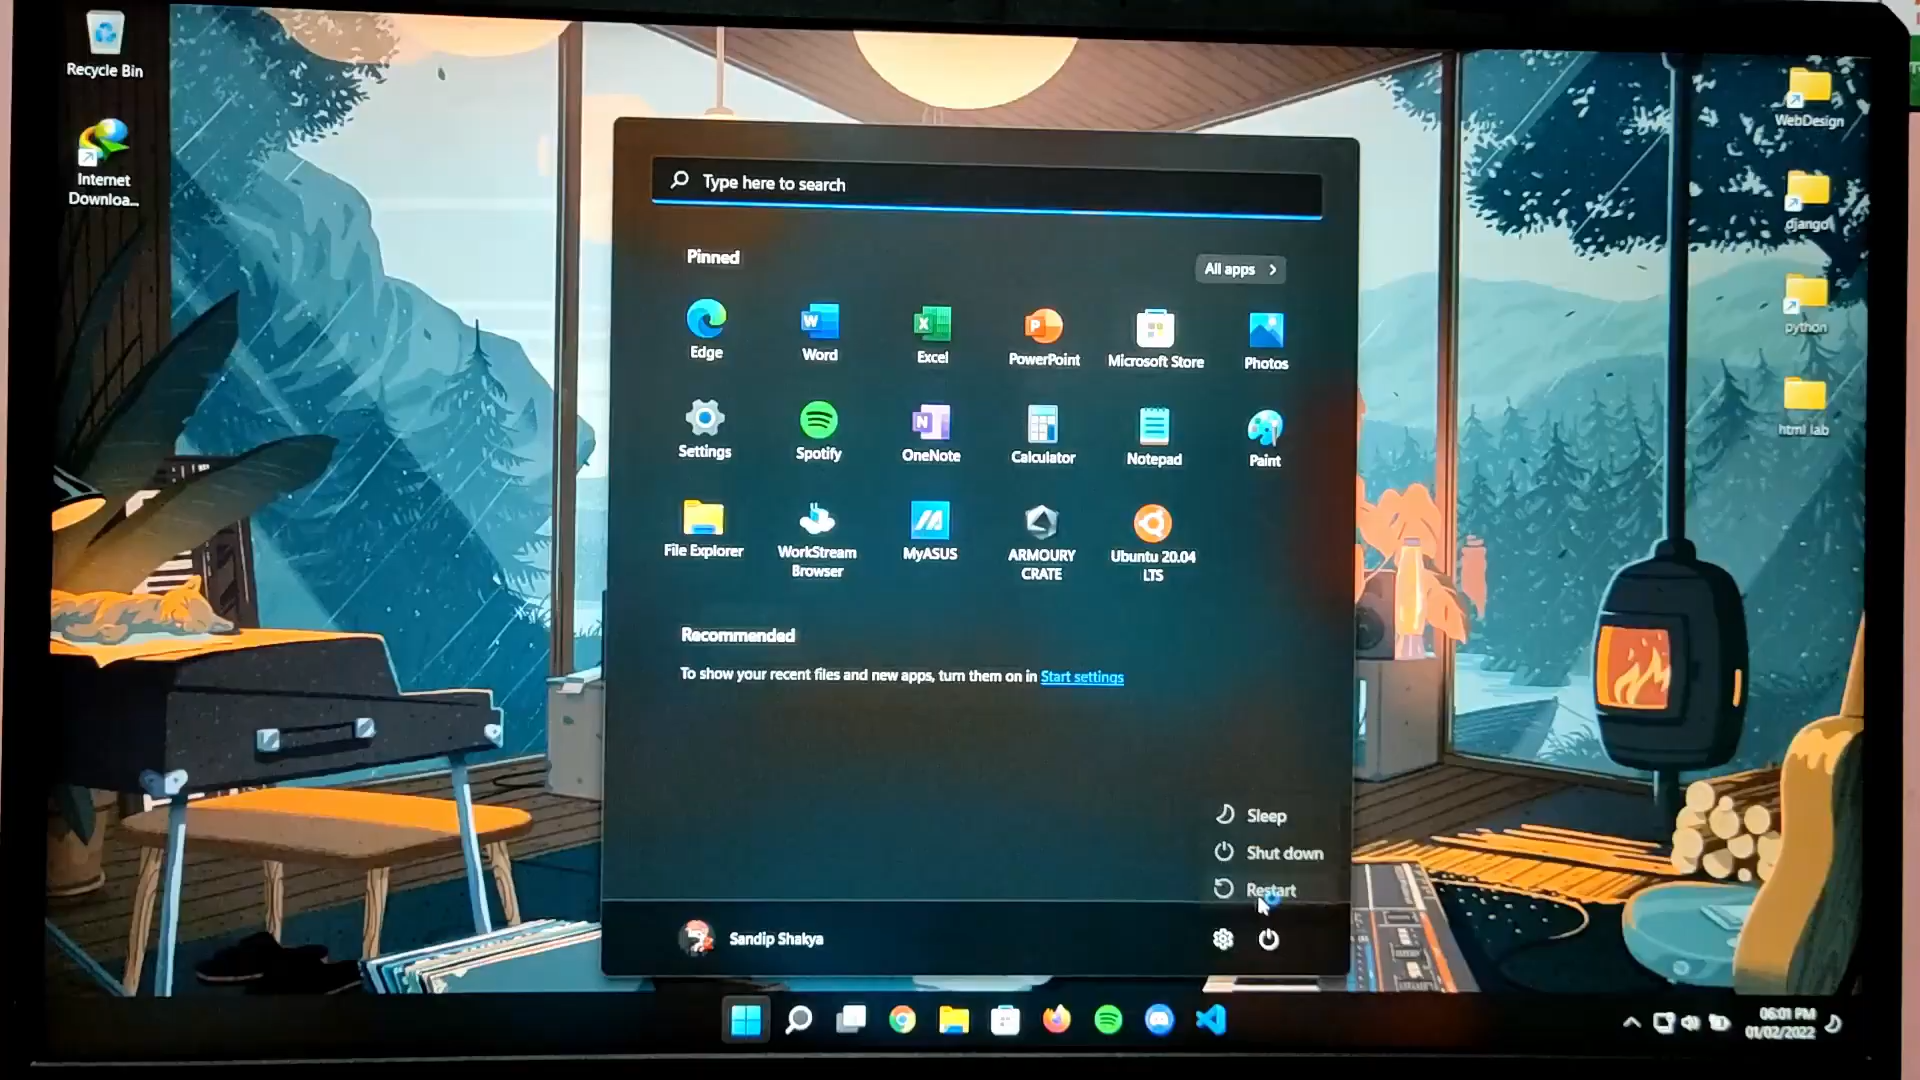 Recycle Bin
Internet
Downloa...
WebDesign
django
python
html lab
Type here to search
Pinned
All apps
Edge
Word
Excel
PowerPoint
Microsoft Store
Photos
Settings
Spotify
OneNote
Calculator
Notepad
Paint
File Explorer
WorkStream
Browser
MyASUS
ARMOURY
CRATE
Ubuntu 20.04
LTS
Recommended
To show your recent files and new apps, turn them on in Start settings
Sleep
Shut down
Restart
Sandip Shakya
06:01 PM
01/02/2022